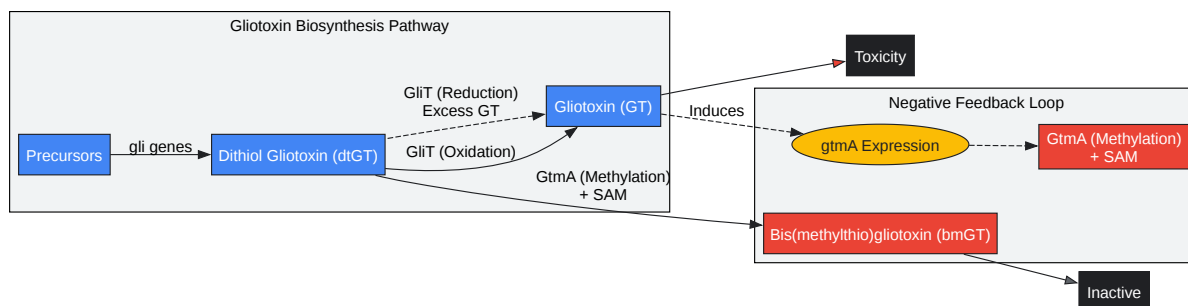 Gliotoxin Biosynthesis Pathway
Toxicity
GliT (Reduction)
Excess GT
Gliotoxin (GT)
Induces
Negative Feedback Loop
Precursors
gli genes
Dithiol Gliotoxin (dtGT)
GliT (Oxidation)
gtmA Expression
GtmA (Methylation)
+ SAM
GtmA (Methylation)
+ SAM
Bis(methylthio)gliotoxin (bmGT)
Inactive